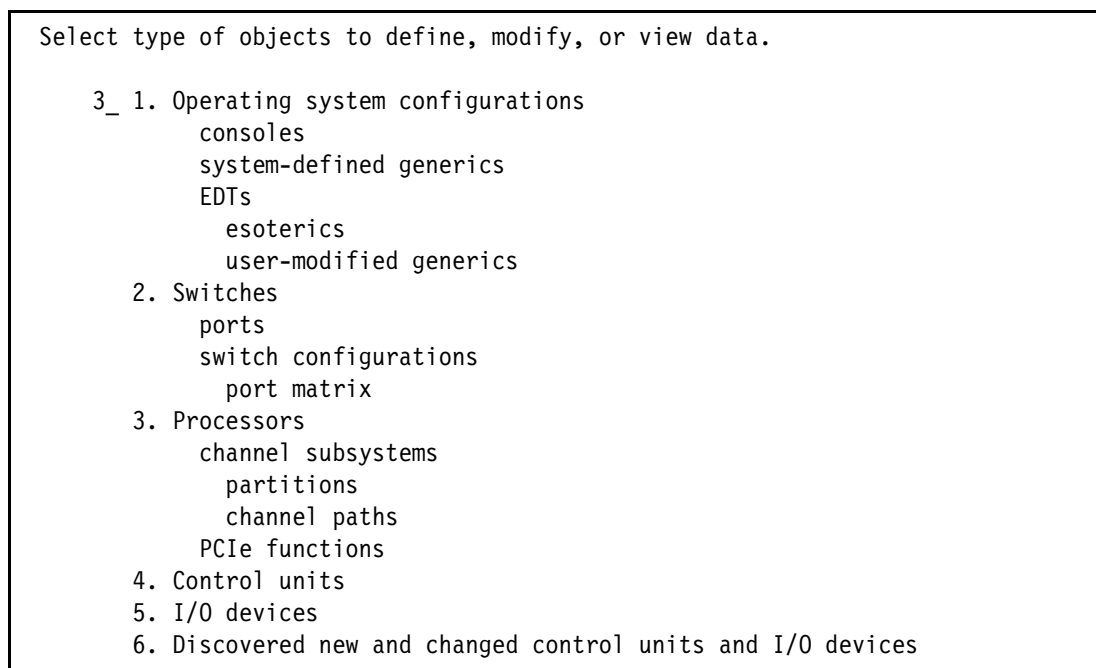 Select type of objects to define, modify, or view data.
3_ 1. Operating system configurations
consoles
system-defined generics
EDTs
esoterics
user-modified generics
2. Switches
ports
switch configurations
port matrix
3. Processors
channel subsystems
partitions
channel paths
PCIe functions
4. Control units
5. I/O devices
6. Discovered new and changed control units and I/O devices